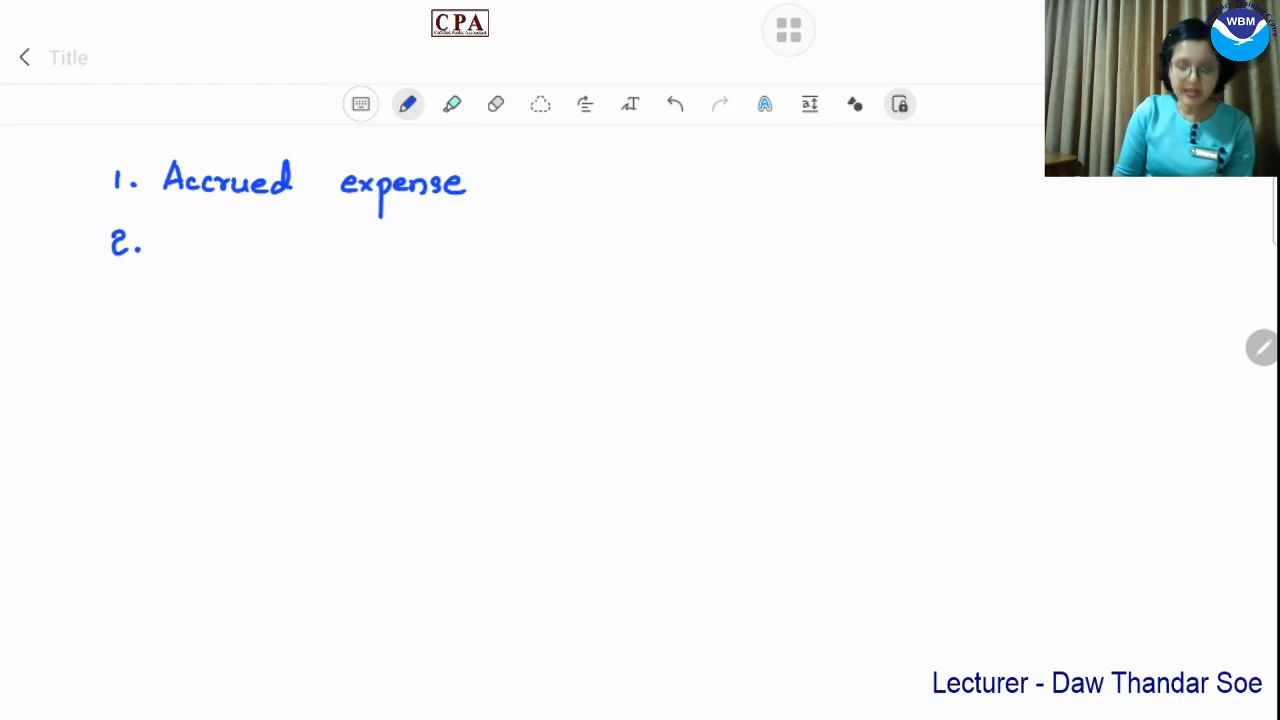 CPA
Title
WBM
1. Accrued expense
2.
Lecturer - Daw Thandar Soe